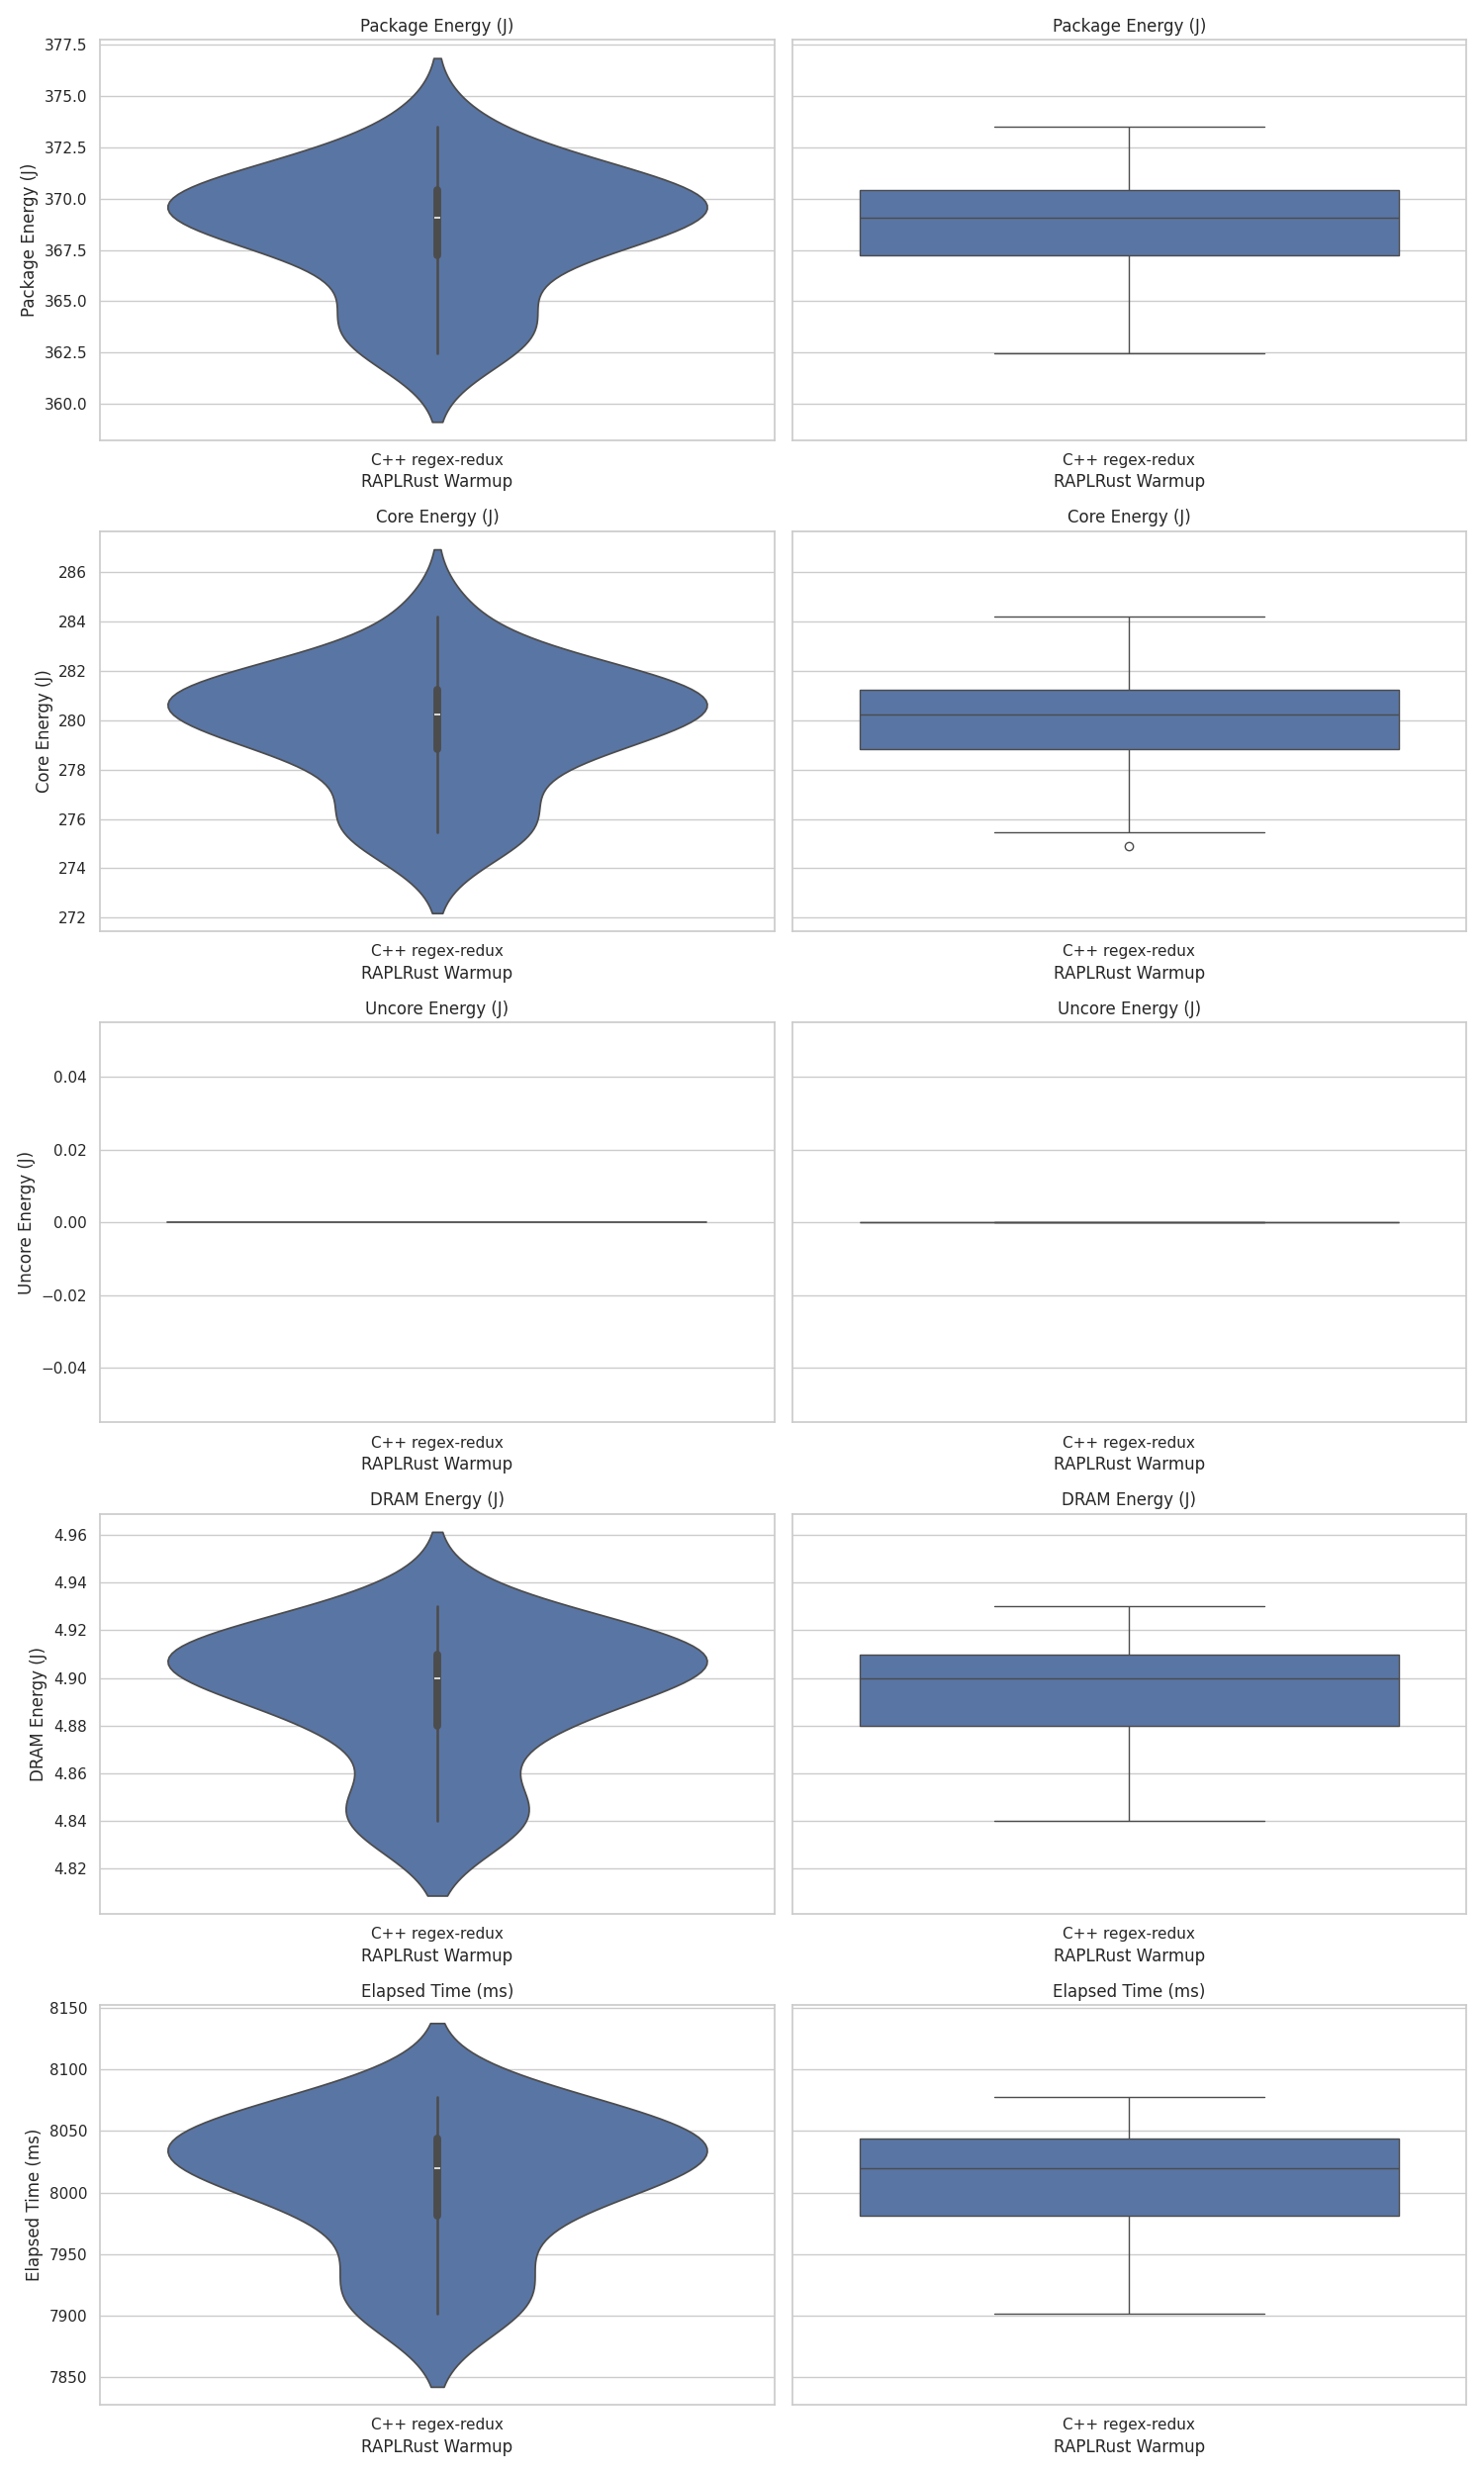 Package Energy (J)
Package Energy (J)
377.5
375.0
372.5
370.0
367.5
365.0
362.5
360.0
Package Energy (J)
C++ regex-redux
C++ regex-redux
RAPLRust Warmup
RAPLRust Warmup
Core Energy (J)
Core Energy (J)
286
284
282
280
278
276
274
272
Core Energy (J)
C++ regex-redux
C++ regex-redux
RAPLRust Warmup
RAPLRust Warmup
Uncore Energy (J)
Uncore Energy (J)
0.04
0.02
0.00
−0.02
−0.04
Uncore Energy (J)
C++ regex-redux
C++ regex-redux
RAPLRust Warmup
RAPLRust Warmup
DRAM Energy (J)
DRAM Energy (J)
4.96
4.94
4.92
4.90
4.88
4.86
4.84
4.82
DRAM Energy (J)
C++ regex-redux
C++ regex-redux
RAPLRust Warmup
RAPLRust Warmup
Elapsed Time (ms)
Elapsed Time (ms)
8150
8100
8050
8000
7950
7900
7850
Elapsed Time (ms)
C++ regex-redux
C++ regex-redux
RAPLRust Warmup
RAPLRust Warmup